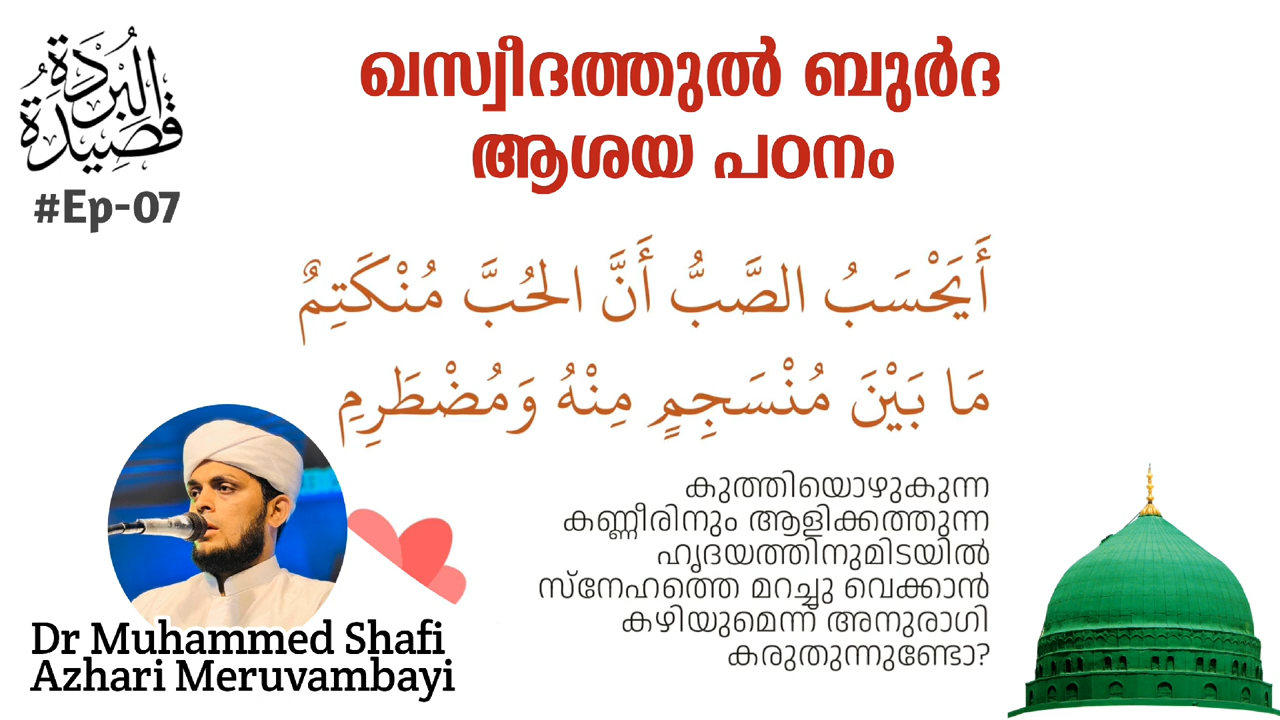 قصيدة البردة
#Ep-07
ഖസ്വീദത്തുൽ ബുർദ
ആശയ പഠനം
أَيَحْسَبُ الصَّبُّ أَنَّ الحُبَّ مُنْكَتِمٌ
مَا بَيْنَ مُنْسَجِمٍ مِنْهُ وَمُضْطَرِمِ
കുത്തിയൊഴുകുന്ന
കണ്ണീരിനും ആളിക്കത്തുന്ന
ഹൃദയത്തിനുമിടയിൽ
സ്നേഹത്തെ മറച്ചു വെക്കാൻ
കഴിയുമെന്ന് അനുരാഗി
കരുതുന്നുണ്ടോ?
Dr Muhammed Shafi
Azhari Meruvambayi